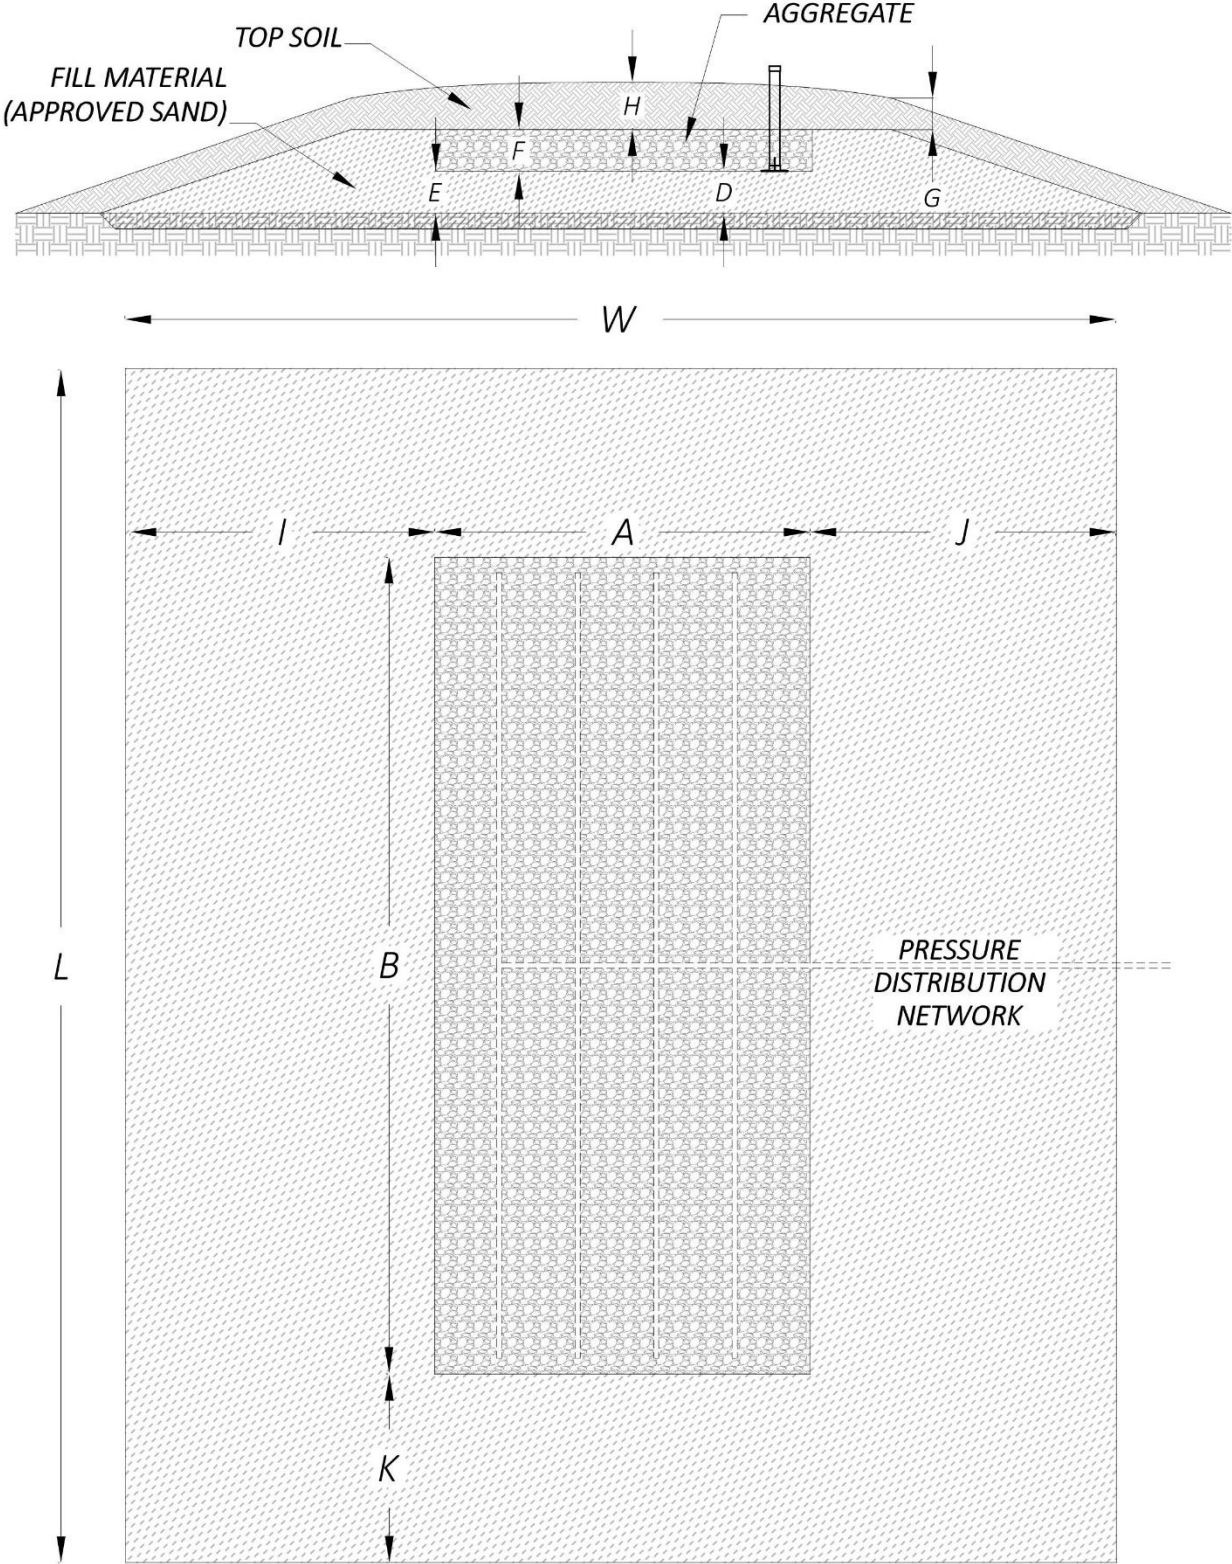 AGGREGATE
TOP SOIL
FILL MATERIAL
(APPROVED SAND)
H
F
E
D
G
W
I
A
J
L
B
PRESSURE
DISTRIBUTION
NETWORK
K